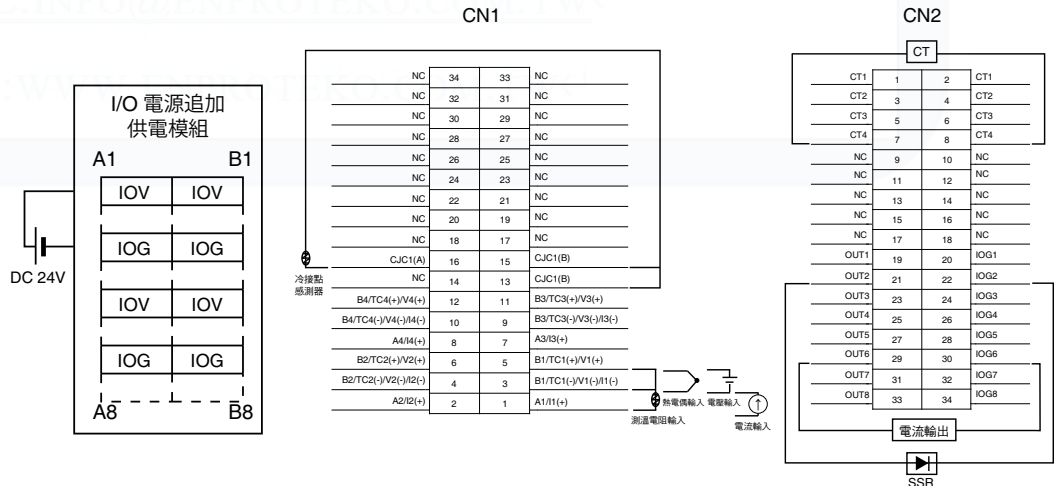 CN1
CN2
I/O 電源追加
供電模組
A1 B1
IOV IOV
IOG IOG
IOV IOV
IOG IOG
A8 B8
DC 24V
NC 34 33 NC
NC 32 31 NC
NC 30 29 NC
NC 28 27 NC
NC 26 25 NC
NC 24 23 NC
NC 22 21 NC
NC 20 19 NC
NC 18 17 NC
CJC1(A) 16 15 CJC1(B)
NC 14 13 CJC1(B)
B4/TC4(+)/V4(+) 12 11 B3/TC3(+)/V3(+)
B4/TC4(-)/V4(-)/I4(-) 10 9 B3/TC3(-)/V3(-)/I3(-)
A4/I4(+) 8 7 A3/I3(+)
B2/TC2(+)/V2(+) 6 5 B1/TC1(+)/V1(+)
B2/TC2(-)/V2(-)/I2(-) 4 3 B1/TC1(-)/V1(-)/I1(-)
A2/I2(+) 2 1 A1/I1(+)
冷接點
感測器
熱電偶輸入 電壓輸入
測溫電阻輸入
電流輸入
CT
CT1 1 2 CT1
CT2 3 4 CT2
CT3 5 6 CT3
CT4 7 8 CT4
NC 9 10 NC
NC 11 12 NC
NC 13 14 NC
NC 15 16 NC
NC 17 18 NC
OUT1 19 20 IOG1
OUT2 21 22 IOG2
OUT3 23 24 IOG3
OUT4 25 26 IOG4
OUT5 27 28 IOG5
OUT6 29 30 IOG6
OUT7 31 32 IOG7
OUT8 33 34 IOG8
電流輸出
SSR